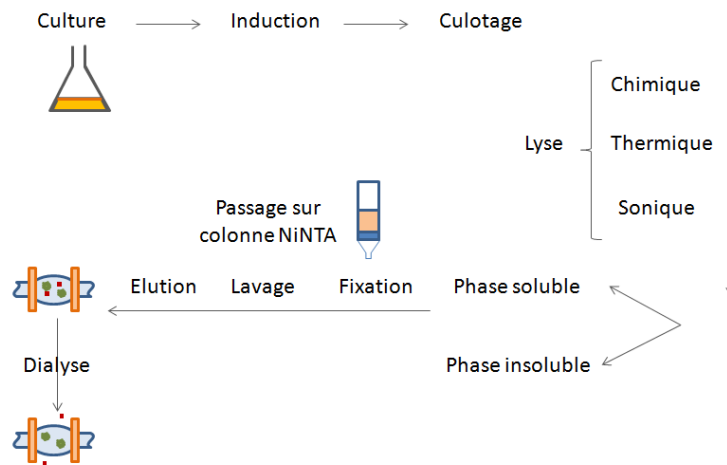 Culture
Induction
Culotage
Lyse
Chimique
Thermique
Sonique
Passage sur
colonne NiNTA
Phase soluble
Phase insoluble
Fixation
Lavage
Elution
Dialyse